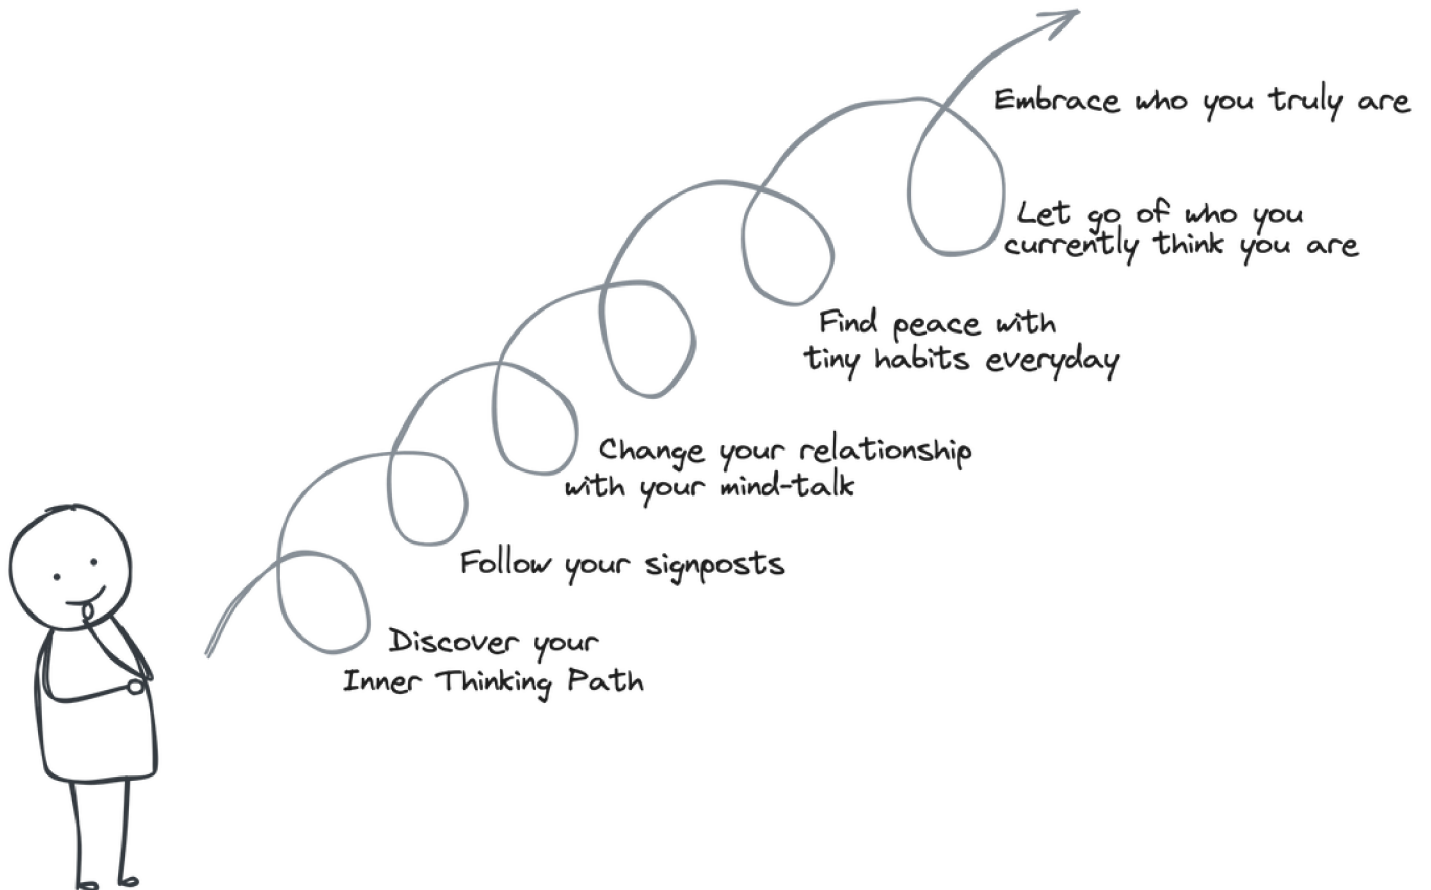 Embrace who you truly are
Let go of who you
currently think you are
Find peace with
tiny habits everyday
Change your relationship
with your mind-talk
Follow your signposts
Discover your
Inner Thinking Path